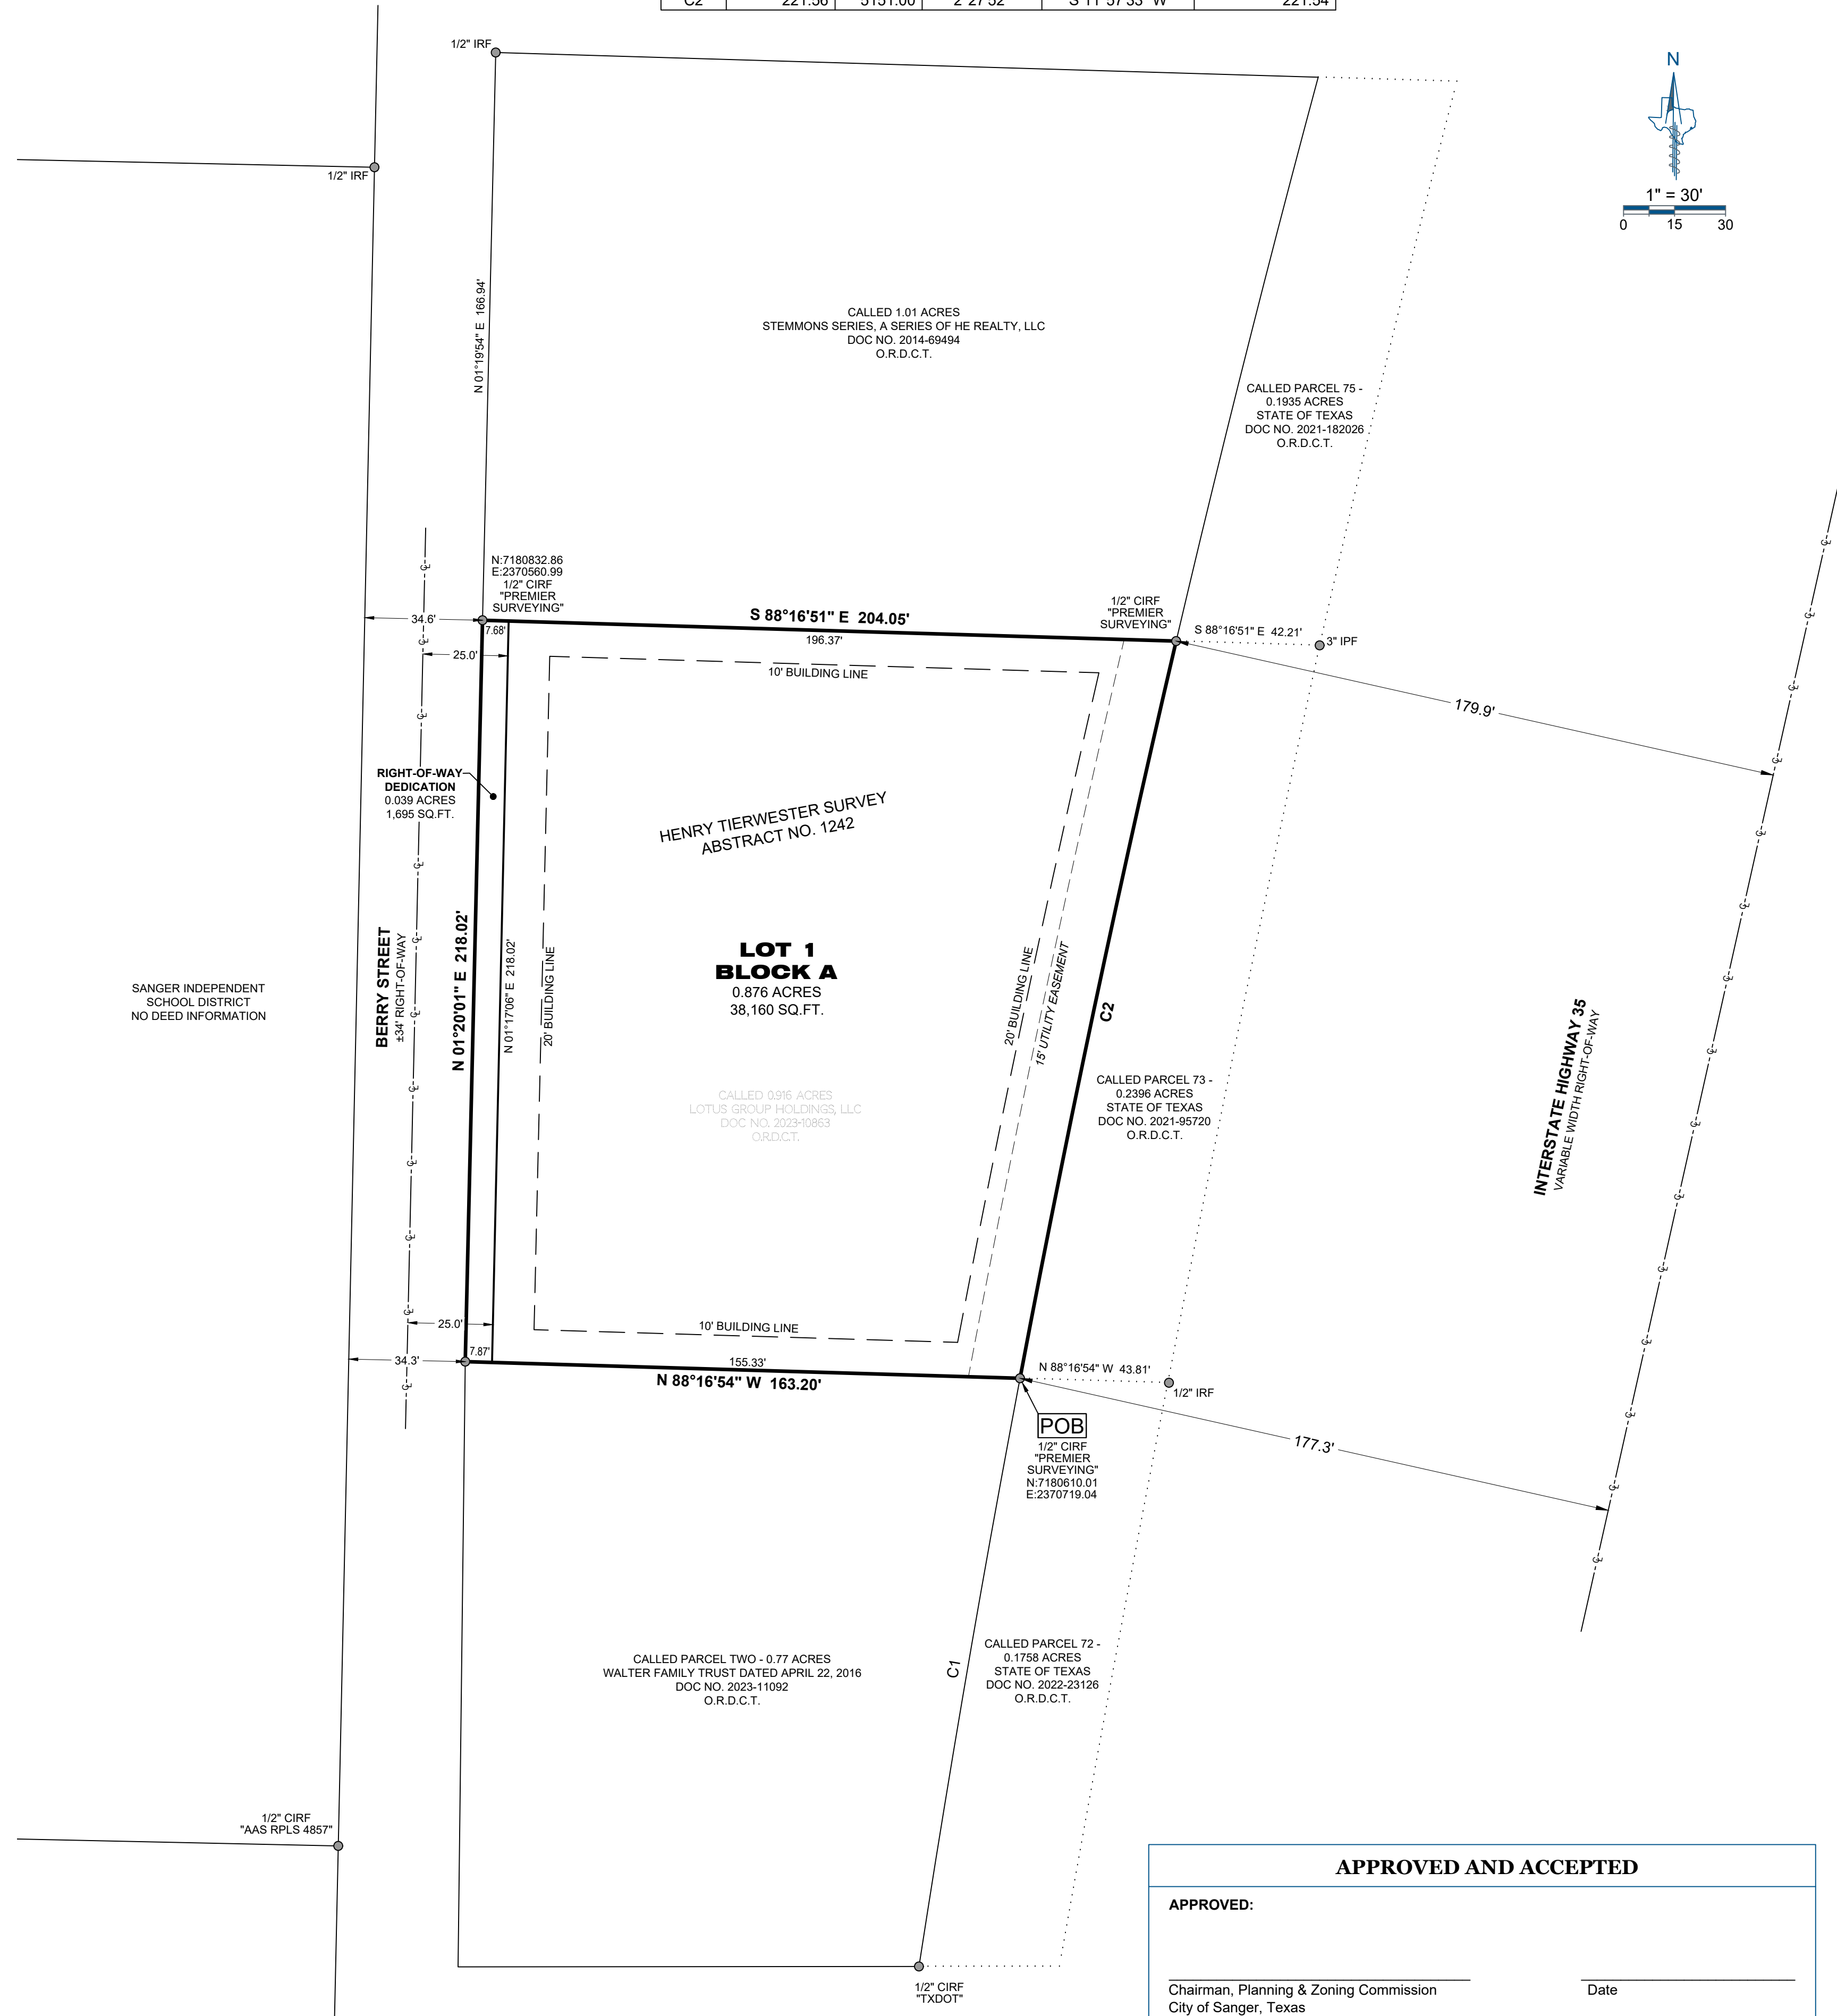 C2 221.56' 5151.00' 2°27'52" S 11°57'33" W 221.54'
1/2" IRF
N
1" = 30'
0 15 30
1/2" IRF
N 01°19'54" E 166.94'
CALLED 1.01 ACRES
STEMMONS SERIES, A SERIES OF HE REALTY, LLC
DOC NO. 2014-69494
O.R.D.C.T.
CALLED PARCEL 75 -
0.1935 ACRES
STATE OF TEXAS
DOC NO. 2021-182026
O.R.D.C.T.
N:7180832.86
E:2370560.99
1/2" CIRF
"PREMIER
SURVEYING"
34.6'
7.68'
25.0'
S 88°16'51" E 204.05'
196.37'
10' BUILDING LINE
1/2" CIRF
"PREMIER
SURVEYING"
S 88°16'51" E 42.21'
3" IPF
179.9'
RIGHT-OF-WAY
DEDICATION
0.039 ACRES
1,695 SQ.FT.
HENRY TIERWESTER SURVEY
ABSTRACT NO. 1242
LOT 1
BLOCK A
0.876 ACRES
38,160 SQ.FT.
CALLED 0.916 ACRES
LOTUS GROUP HOLDINGS, LLC
DOC NO. 2023-10863
O.R.D.C.T.
SANGER INDEPENDENT
SCHOOL DISTRICT
NO DEED INFORMATION
BERRY STREET
±34' RIGHT-OF-WAY
N 01°20'01" E 218.02'
N 01°17'06" E 218.02'
20' BUILDING LINE
20' BUILDING LINE
15' UTILITY EASEMENT
C2
CALLED PARCEL 73 -
0.2396 ACRES
STATE OF TEXAS
DOC NO. 2021-95720
O.R.D.C.T.
INTERSTATE HIGHWAY 35
VARIABLE WIDTH RIGHT-OF-WAY
25.0'
7.87'
34.3'
10' BUILDING LINE
155.33'
N 88°16'54" W 163.20'
N 88°16'54" W 43.81'
1/2" IRF
POB
1/2" CIRF
"PREMIER
SURVEYING"
N:7180610.01
E:2370719.04
177.3'
CALLED PARCEL TWO - 0.77 ACRES
WALTER FAMILY TRUST DATED APRIL 22, 2016
DOC NO. 2023-11092
O.R.D.C.T.
C1
CALLED PARCEL 72 -
0.1758 ACRES
STATE OF TEXAS
DOC NO. 2022-23126
O.R.D.C.T.
1/2" CIRF
"AAS RPLS 4857"
1/2" CIRF
"TXDOT"
APPROVED AND ACCEPTED
APPROVED:
Chairman, Planning & Zoning Commission Date
City of Sanger, Texas